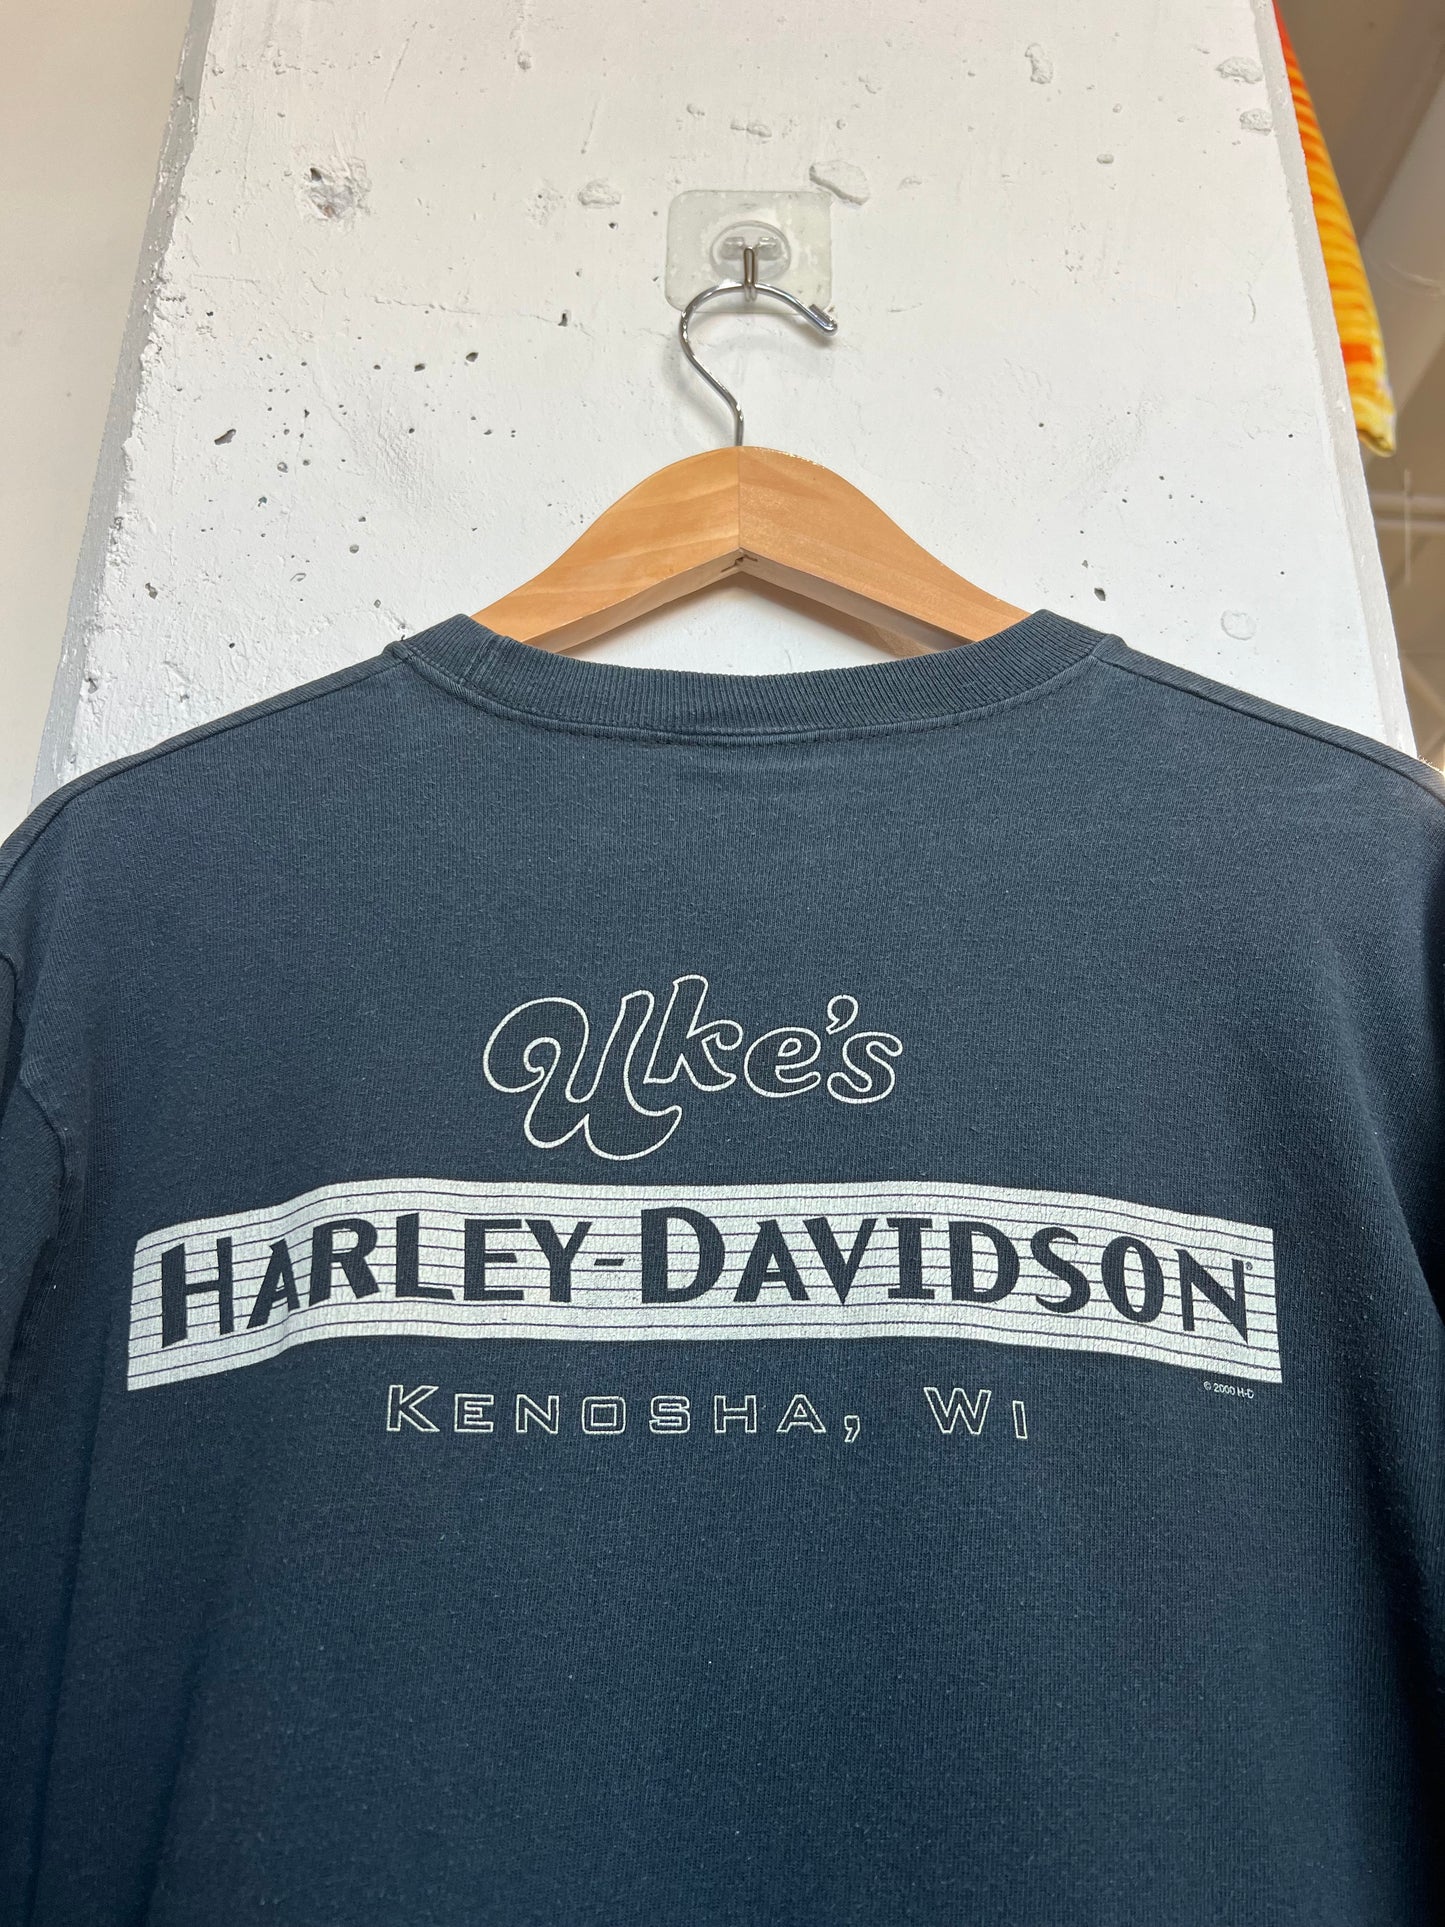 Uke's
HARLEY-DAVIDSON®
© 2000 H-D
KENOSHA, WI